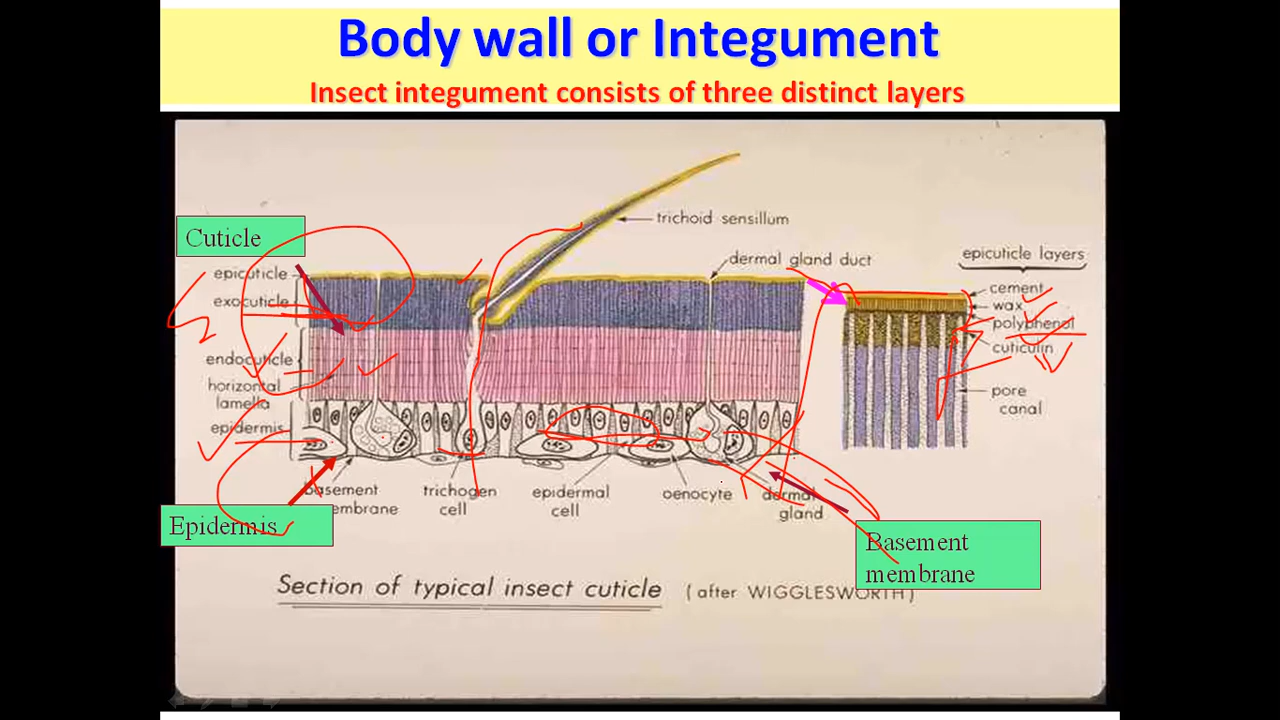 Body wall or Integument
Insect integument consists of three distinct layers
Cuticle
epicuticle
exocuticle
endocuticle
horizontal
lamella
epidermis
Epidermis
basement
membrane
trichogen
cell
epidermal
cell
oenocyte
dermal
gland
trichoid sensillum
dermal gland duct
epicuticle layers
cement
wax
polyphenol
cuticulin
pore
canal
Basement
membrane
Section of typical insect cuticle (after WIGGLESWORTH)